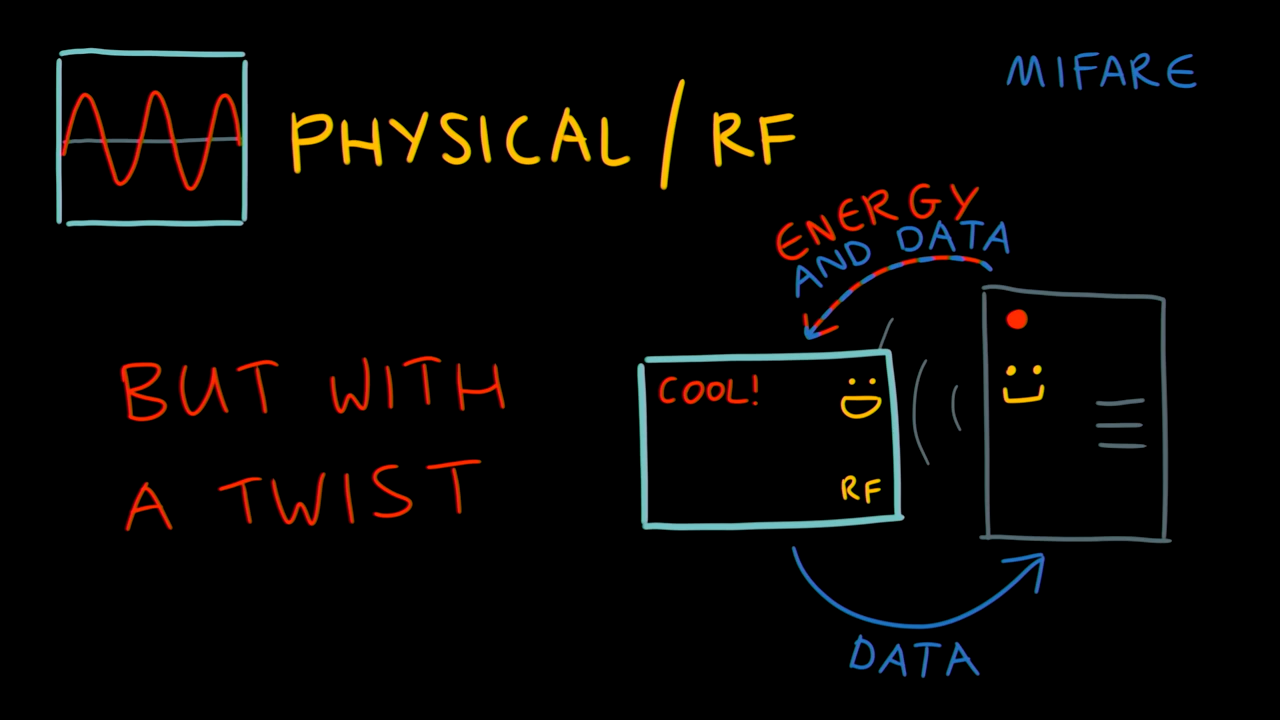 MIFARE
PHYSICAL / RF
ENERGY
AND DATA
BUT WITH
A TWIST
COOL!
RF
DATA